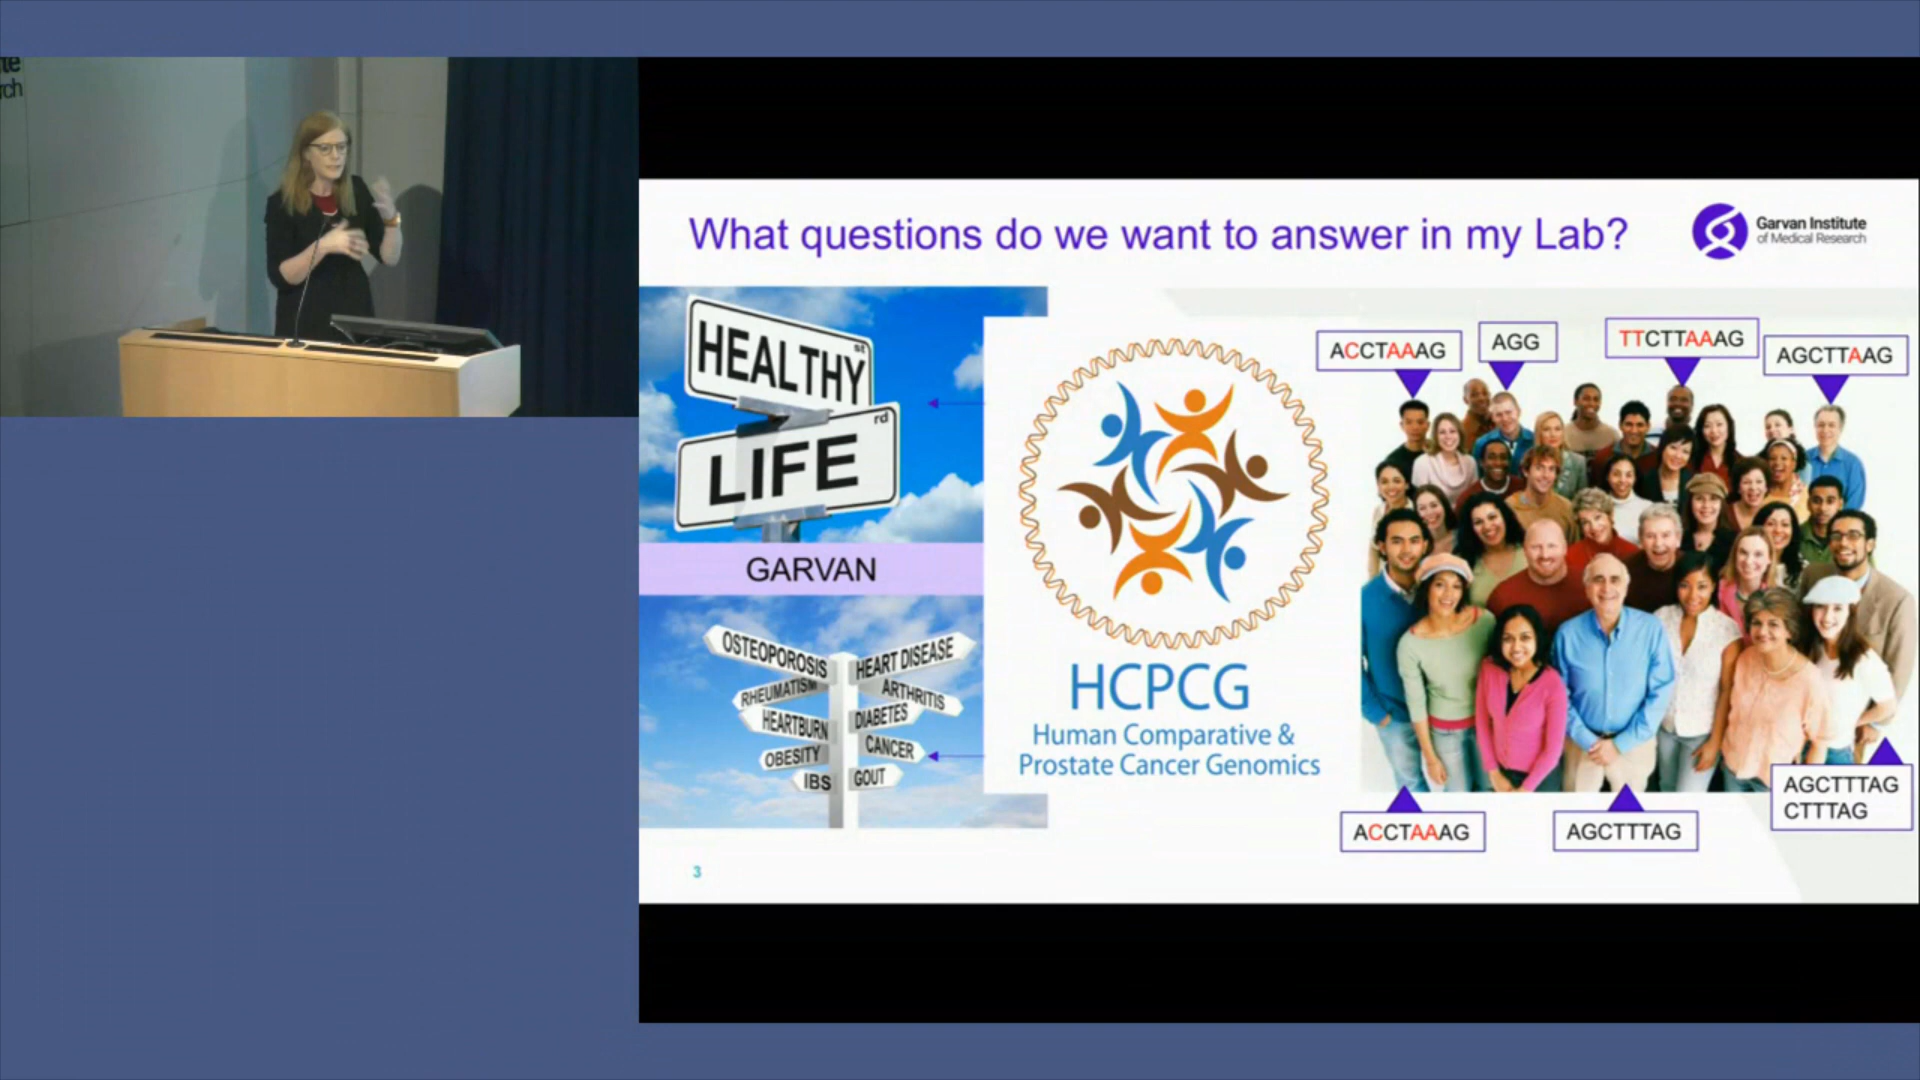 te
rch
What questions do we want to answer in my Lab?
Garvan Institute
of Medical Research
HEALTHY st
LIFE rd
GARVAN
OSTEOPOROSIS
HEART DISEASE
RHEUMATISM
ARTHRITIS
HEARTBURN
DIABETES
OBESITY
CANCER
IBS
GOUT
HCPCG
Human Comparative &
Prostate Cancer Genomics
ACCTAAAG
AGG
TTCTTAAAG
AGCTTAAG
ACCTAAAG
AGCTTTAG
AGCTTTAG
CTTTAG
3